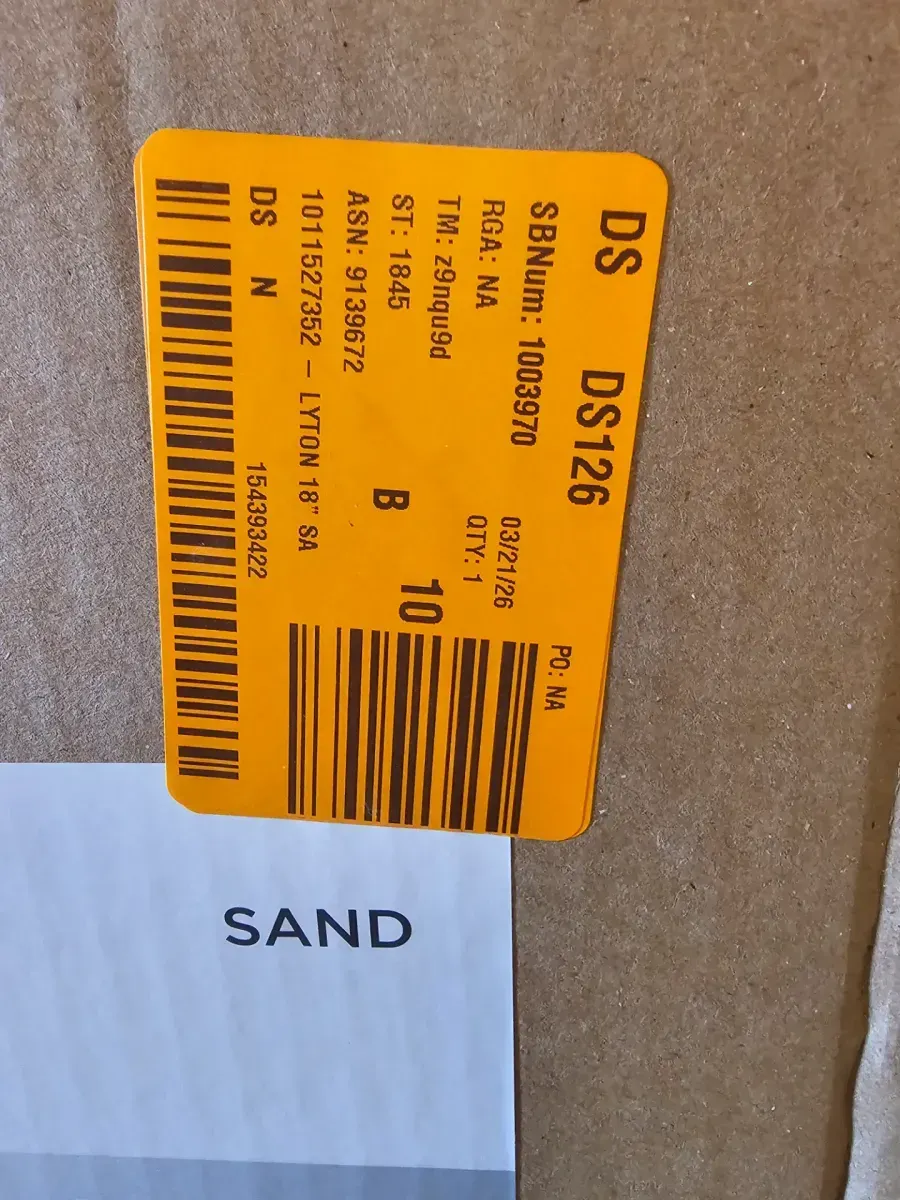 DS DS126
PO: NA
SBNum: 1003970
03/21/26
RGA: NA
QTY: 1
TM: z9nqu9d
10
ST: 1845
B
ASN: 9139672
1011527352 – LYTON 18" SA
DS N
154393422
SAND